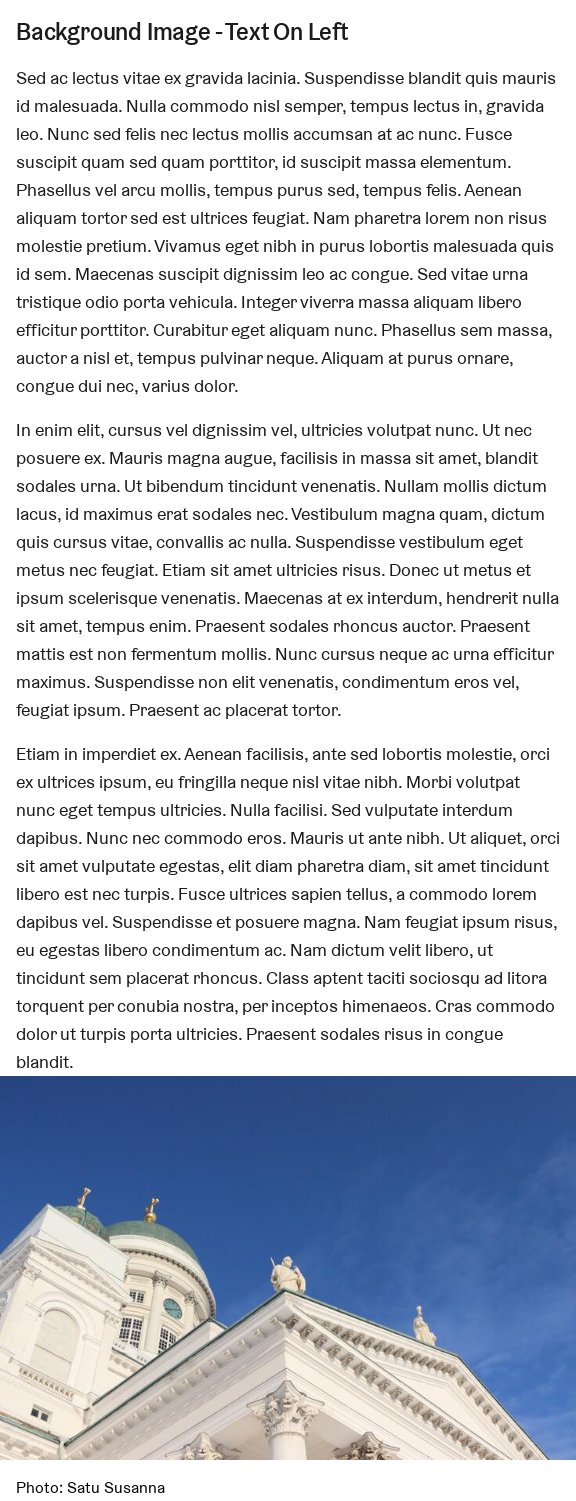 Background Image - Text On Left
Sed ac lectus vitae ex gravida lacinia. Suspendisse blandit quis mauris
id malesuada. Nulla commodo nisl semper, tempus lectus in, gravida
leo. Nunc sed felis nec lectus mollis accumsan at ac nunc. Fusce
suscipit quam sed quam porttitor, id suscipit massa elementum.
Phasellus vel arcu mollis, tempus purus sed, tempus felis. Aenean
aliquam tortor sed est ultrices feugiat. Nam pharetra lorem non risus
molestie pretium. Vivamus eget nibh in purus lobortis malesuada quis
id sem. Maecenas suscipit dignissim leo ac congue. Sed vitae urna
tristique odio porta vehicula. Integer viverra massa aliquam libero
efficitur porttitor. Curabitur eget aliquam nunc. Phasellus sem massa,
auctor a nisl et, tempus pulvinar neque. Aliquam at purus ornare,
congue dui nec, varius dolor.
In enim elit, cursus vel dignissim vel, ultricies volutpat nunc. Ut nec
posuere ex. Mauris magna augue, facilisis in massa sit amet, blandit
sodales urna. Ut bibendum tincidunt venenatis. Nullam mollis dictum
lacus, id maximus erat sodales nec. Vestibulum magna quam, dictum
quis cursus vitae, convallis ac nulla. Suspendisse vestibulum eget
metus nec feugiat. Etiam sit amet ultricies risus. Donec ut metus et
ipsum scelerisque venenatis. Maecenas at ex interdum, hendrerit nulla
sit amet, tempus enim. Praesent sodales rhoncus auctor. Praesent
mattis est non fermentum mollis. Nunc cursus neque ac urna efficitur
maximus. Suspendisse non elit venenatis, condimentum eros vel,
feugiat ipsum. Praesent ac placerat tortor.
Etiam in imperdiet ex. Aenean facilisis, ante sed lobortis molestie, orci
ex ultrices ipsum, eu fringilla neque nisl vitae nibh. Morbi volutpat
nunc eget tempus ultricies. Nulla facilisi. Sed vulputate interdum
dapibus. Nunc nec commodo eros. Mauris ut ante nibh. Ut aliquet, orci
sit amet vulputate egestas, elit diam pharetra diam, sit amet tincidunt
libero est nec turpis. Fusce ultrices sapien tellus, a commodo lorem
dapibus vel. Suspendisse et posuere magna. Nam feugiat ipsum risus,
eu egestas libero condimentum ac. Nam dictum velit libero, ut
tincidunt sem placerat rhoncus. Class aptent taciti sociosqu ad litora
torquent per conubia nostra, per inceptos himenaeos. Cras commodo
dolor ut turpis porta ultricies. Praesent sodales risus in congue
blandit.
Photo: Satu Susanna